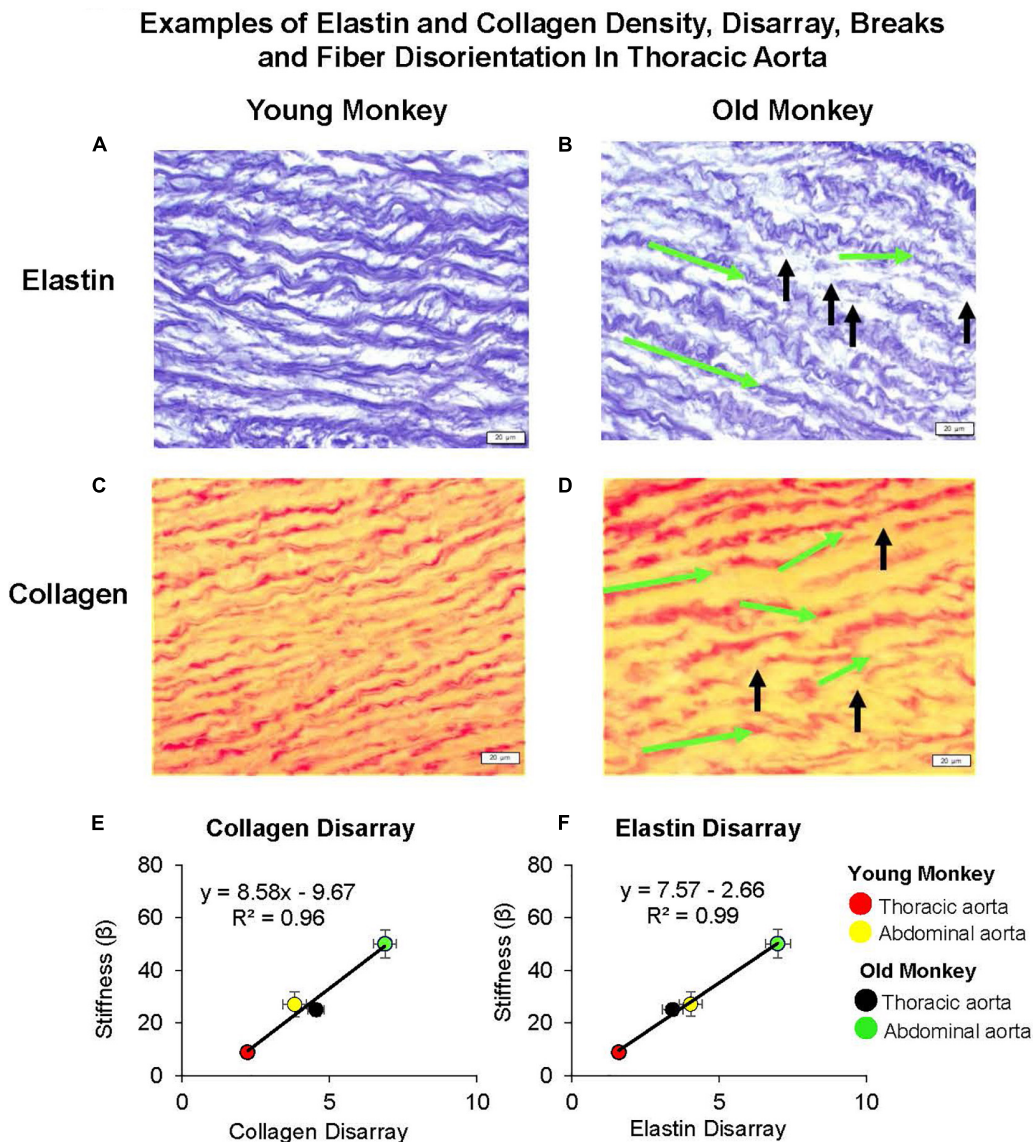 Examples of Elastin and Collagen Density, Disarray, Breaks
and Fiber Disorientation In Thoracic Aorta
Young Monkey
Old Monkey
A
B
Elastin
20 µm
20 µm
C
D
Collagen
20 µm
20 µm
E
Collagen Disarray
F
Elastin Disarray
80
60
40
20
0
Stiffness (β)
y = 8.58x - 9.67
R² = 0.96
0
5
10
Collagen Disarray
80
60
40
20
0
Stiffness (β)
y = 7.57 - 2.66
R² = 0.99
0
5
10
Elastin Disarray
Young Monkey
Thoracic aorta
Abdominal aorta
Old Monkey
Thoracic aorta
Abdominal aorta